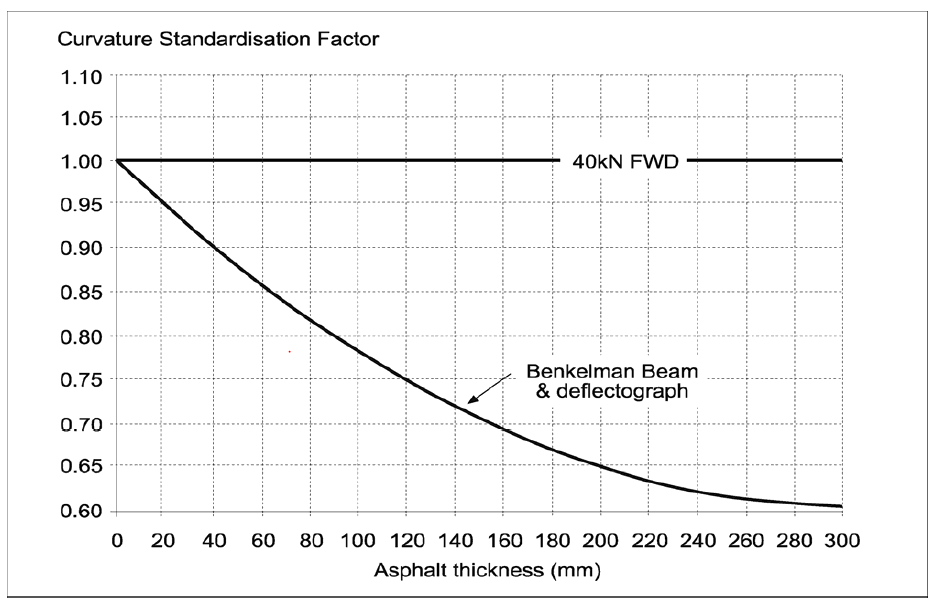 Curvature Standardisation Factor
1.10
1.05
1.00
40kN FWD
0.95
0.90
0.85
0.80
0.75
Benkelman Beam
& deflectograph
0.70
0.65
0.60
0 20 40 60 80 100 120 140 160 180 200 220 240 260 280 300
Asphalt thickness (mm)